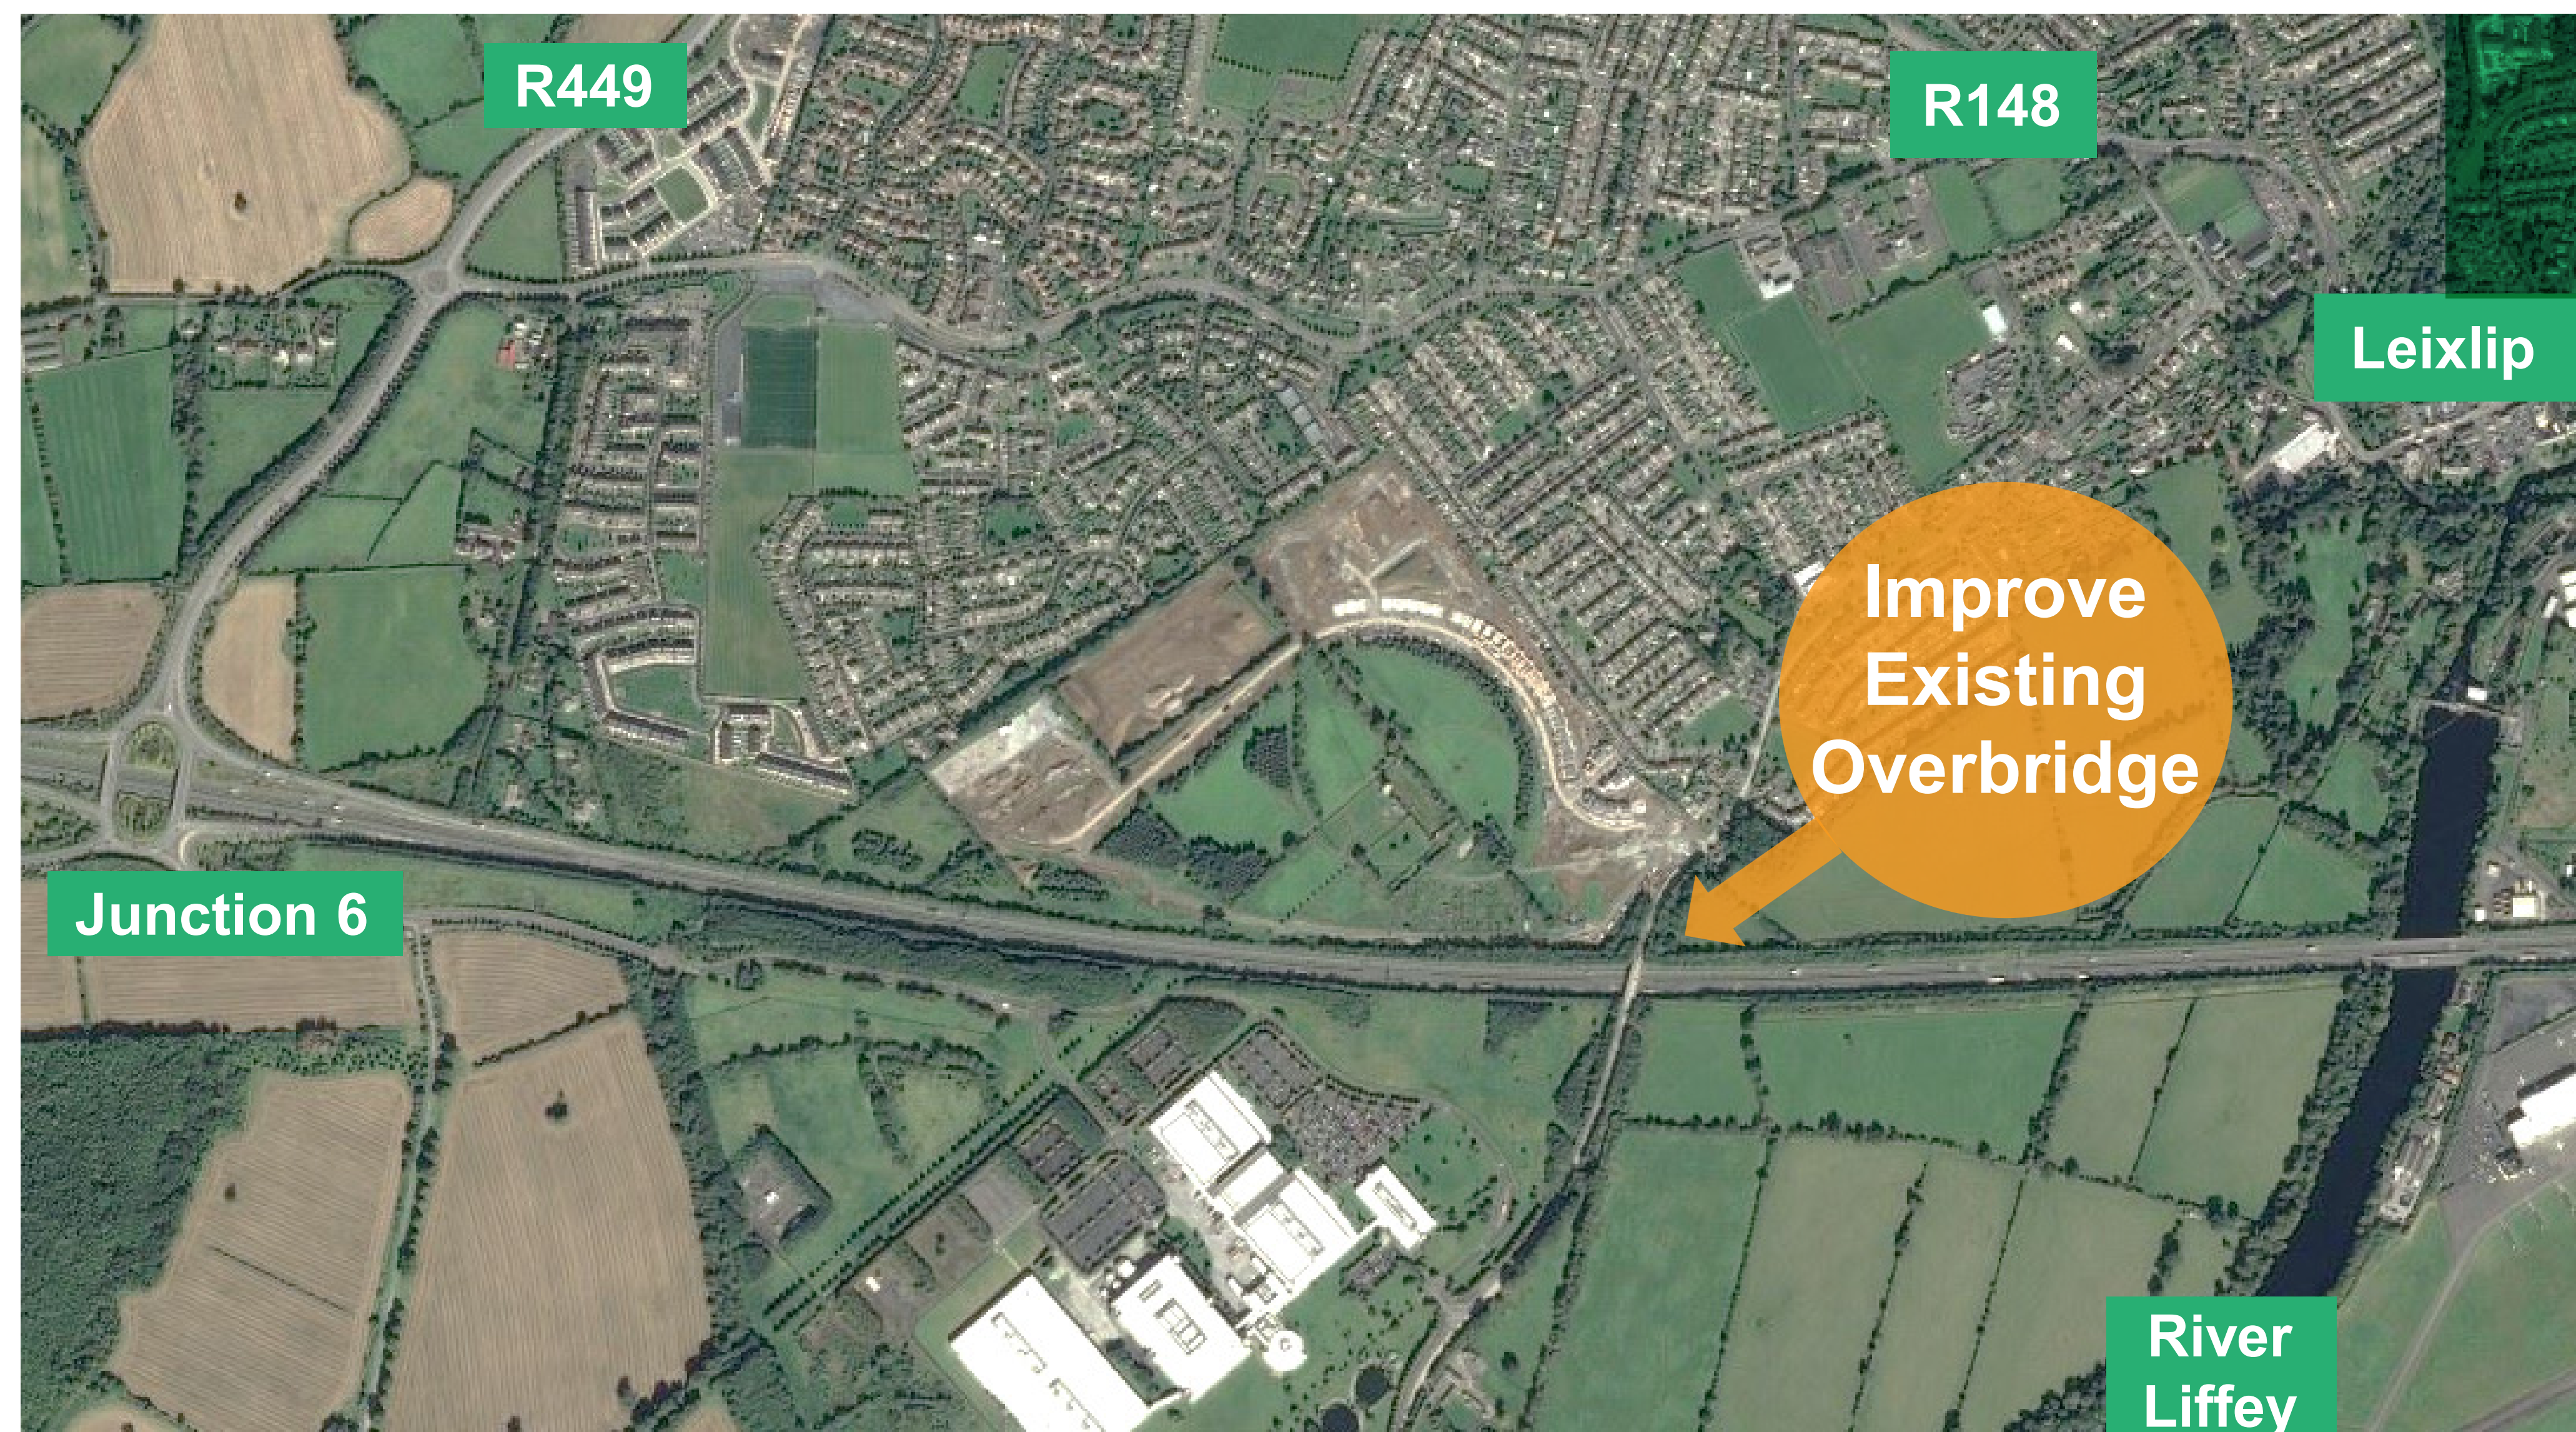 R449
R148
Leixlip
Improve
Existing
Overbridge
Junction 6
River
Liffey